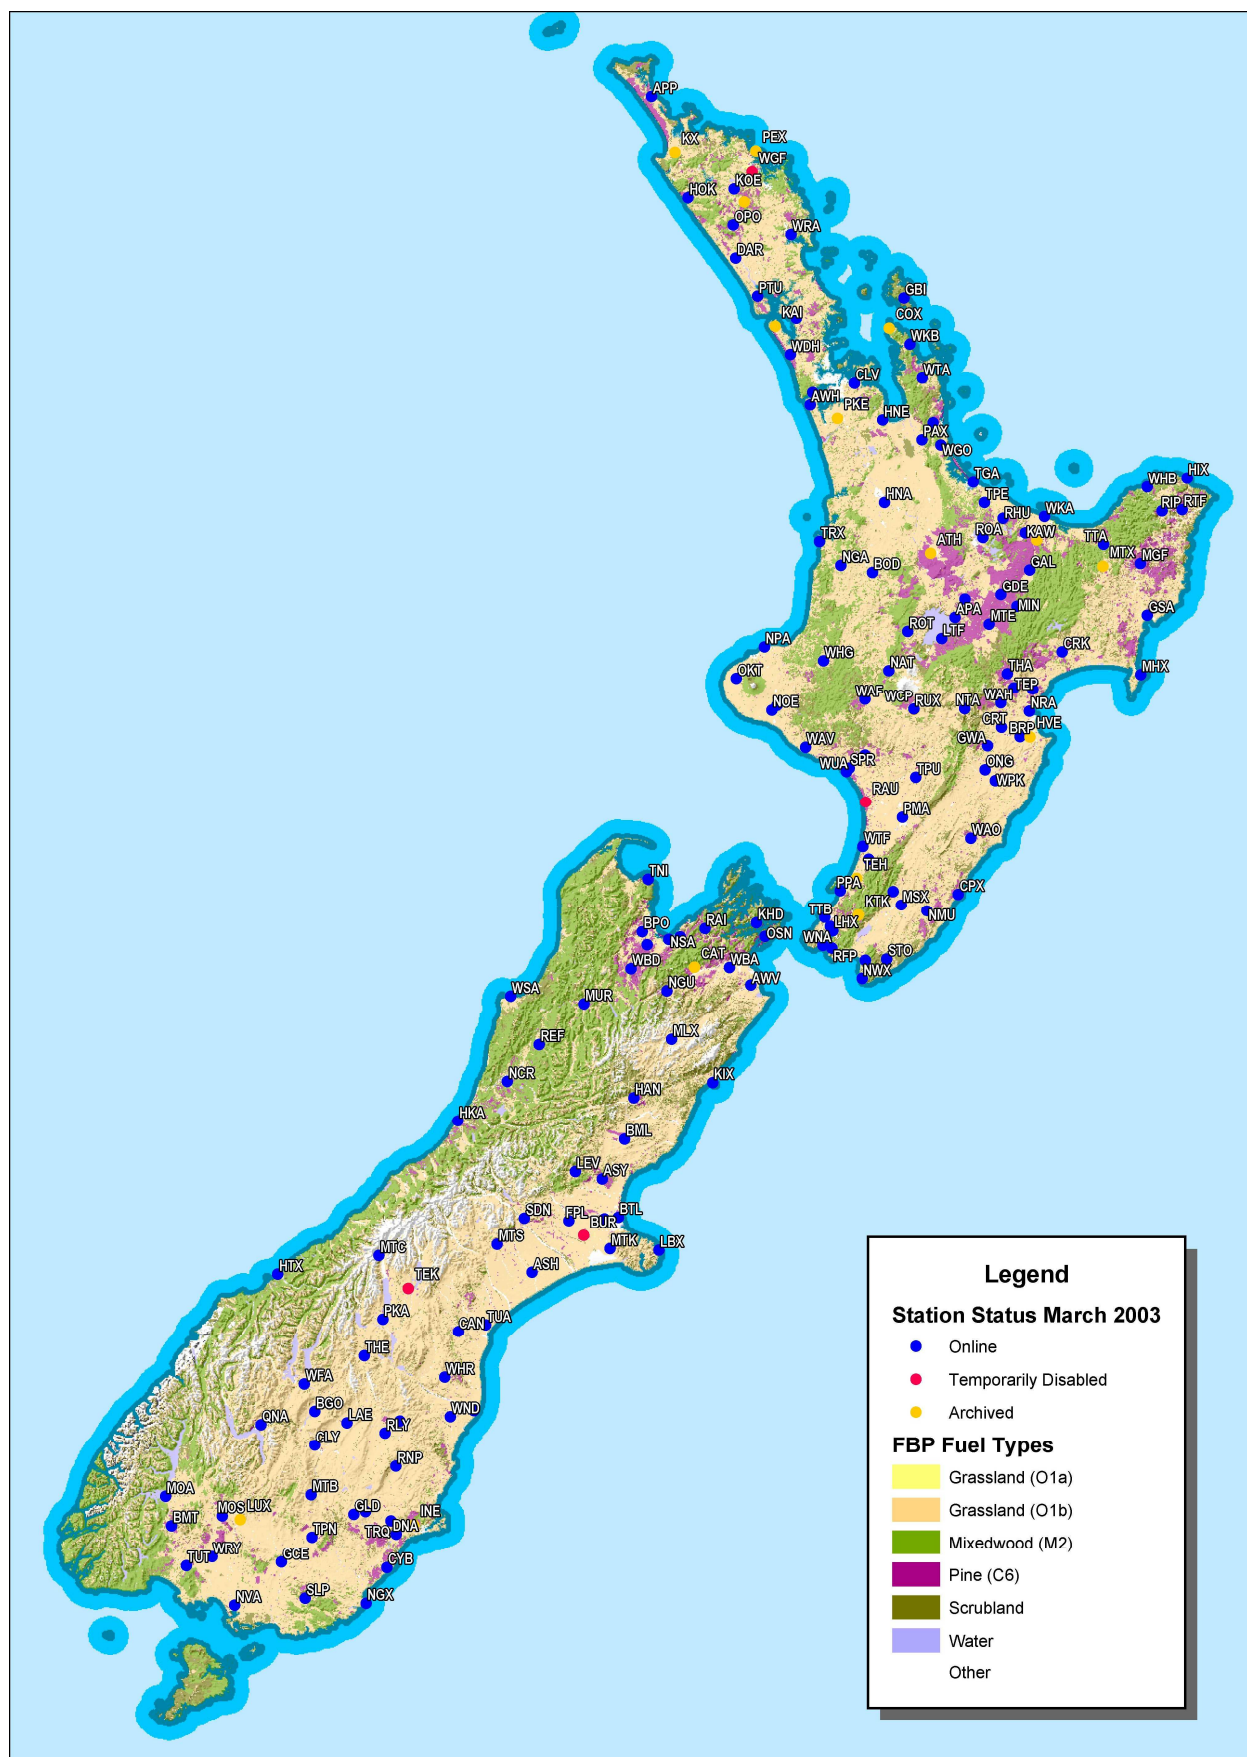 APP
KX
PEX
WGF
KOE
HOK
OPO
WRA
DAR
PTU
GBI
KAI
COX
WKB
WDH
WTA
CLV
AWH
PKE
HNE
PAX
WGO
TGA
HIX
WHB
HNA
TPE
RIP
RTF
RHU
WKA
TRX
ROA
KAW
TTA
ATH
MTX
MGF
NGA
BOD
GAL
GDE
MIN
APA
MTE
GSA
ROT
LTF
NPA
CRK
WHG
NAT
THA
OKT
MHX
TEP
WAF
WCP
RUX
NTA
WAH
NOE
NRA
CRT
BRP
HVE
WAV
GWA
SPR
WUA
ONG
TPU
WPK
RAU
PMA
WAO
WTF
TEH
TNI
PPA
CPX
KTK
MSX
NMU
TTB
LHX
BPO
RAI
KHD
NSA
OSN
WNA
RFP
STO
WBD
CAT
WBA
NWX
NGU
AWV
WSA
MUR
MLX
REF
NCR
KIX
HAN
HKA
BML
LEV
ASY
SDN
FPL
BTL
BUR
MTS
MTK
LBX
MTC
HTX
TEK
ASH
PKA
TUA
CAN
THE
WHR
WFA
BGO
LAE
WND
QNA
RLY
CLY
RNP
MOA
MTB
MOS
LUX
GLD
INE
BMT
TPN
TRQ
DNA
WRY
TUT
GCE
CYB
NVA
SLP
NGX
Legend
Station Status March 2003
Online
Temporarily Disabled
Archived
FBP Fuel Types
Grassland (O1a)
Grassland (O1b)
Mixedwood (M2)
Pine (C6)
Scrubland
Water
Other